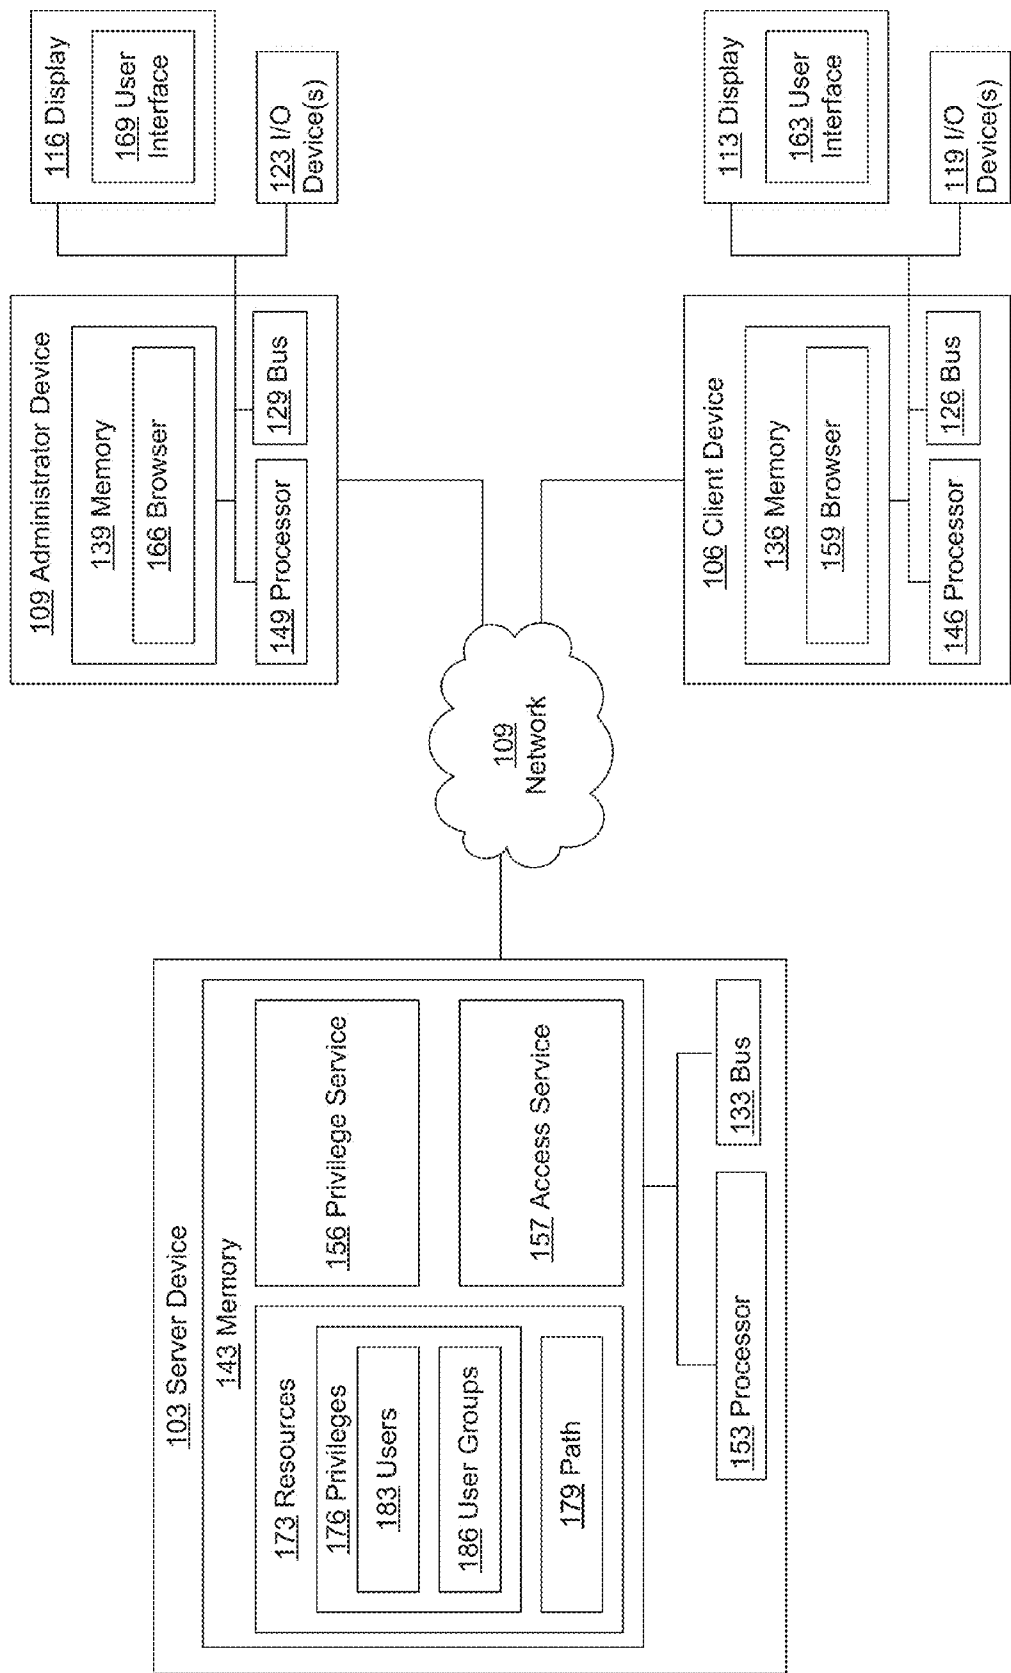 103 Server Device
143 Memory
173 Resources
176 Privileges
183 Users
186 User Groups
179 Path
156 Privilege Service
157 Access Service
153 Processor
133 Bus
109
Network
109 Administrator Device
139 Memory
166 Browser
149 Processor
129 Bus
116 Display
169 User
Interface
123 I/O
Device(s)
106 Client Device
136 Memory
159 Browser
146 Processor
126 Bus
113 Display
163 User
Interface
119 I/O
Device(s)